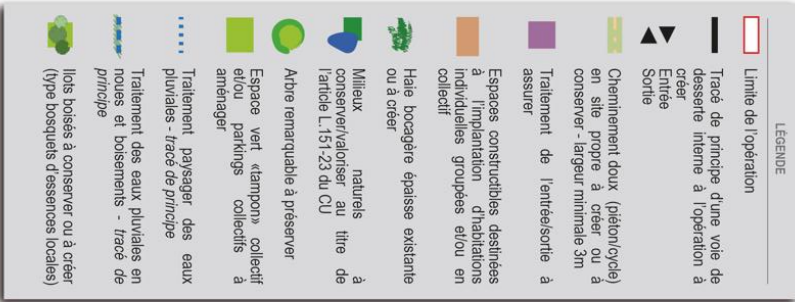 LÉGENDE
Limite de l'opération
Tracé de principe d'une voie de
desserte interne à l'opération à
créer
Entrée
Sortie
Cheminement doux (piéton/cycle)
en site propre à créer ou à
conserver - largeur minimale 3m
Traitement de l'entrée/sortie à
assurer
Espaces constructibles destinées
à l'implantation d'habitations
individuelles groupées et/ou en
collectif
Haie bocagère épaisse existante
ou à créer
Milieux naturels à
conserver/valoriser au titre de
l'article L.151-23 du CU
Arbre remarquable à préserver
Espace vert «tampon» collectif
et/ou parkings collectifs à
aménager
Traitement paysager des eaux
pluviales - tracé de principe
Traitement des eaux pluviales en
noues et boisements - tracé de
principe
Ilots boisés à conserver ou à créer
(type bosquets d'essences locales)